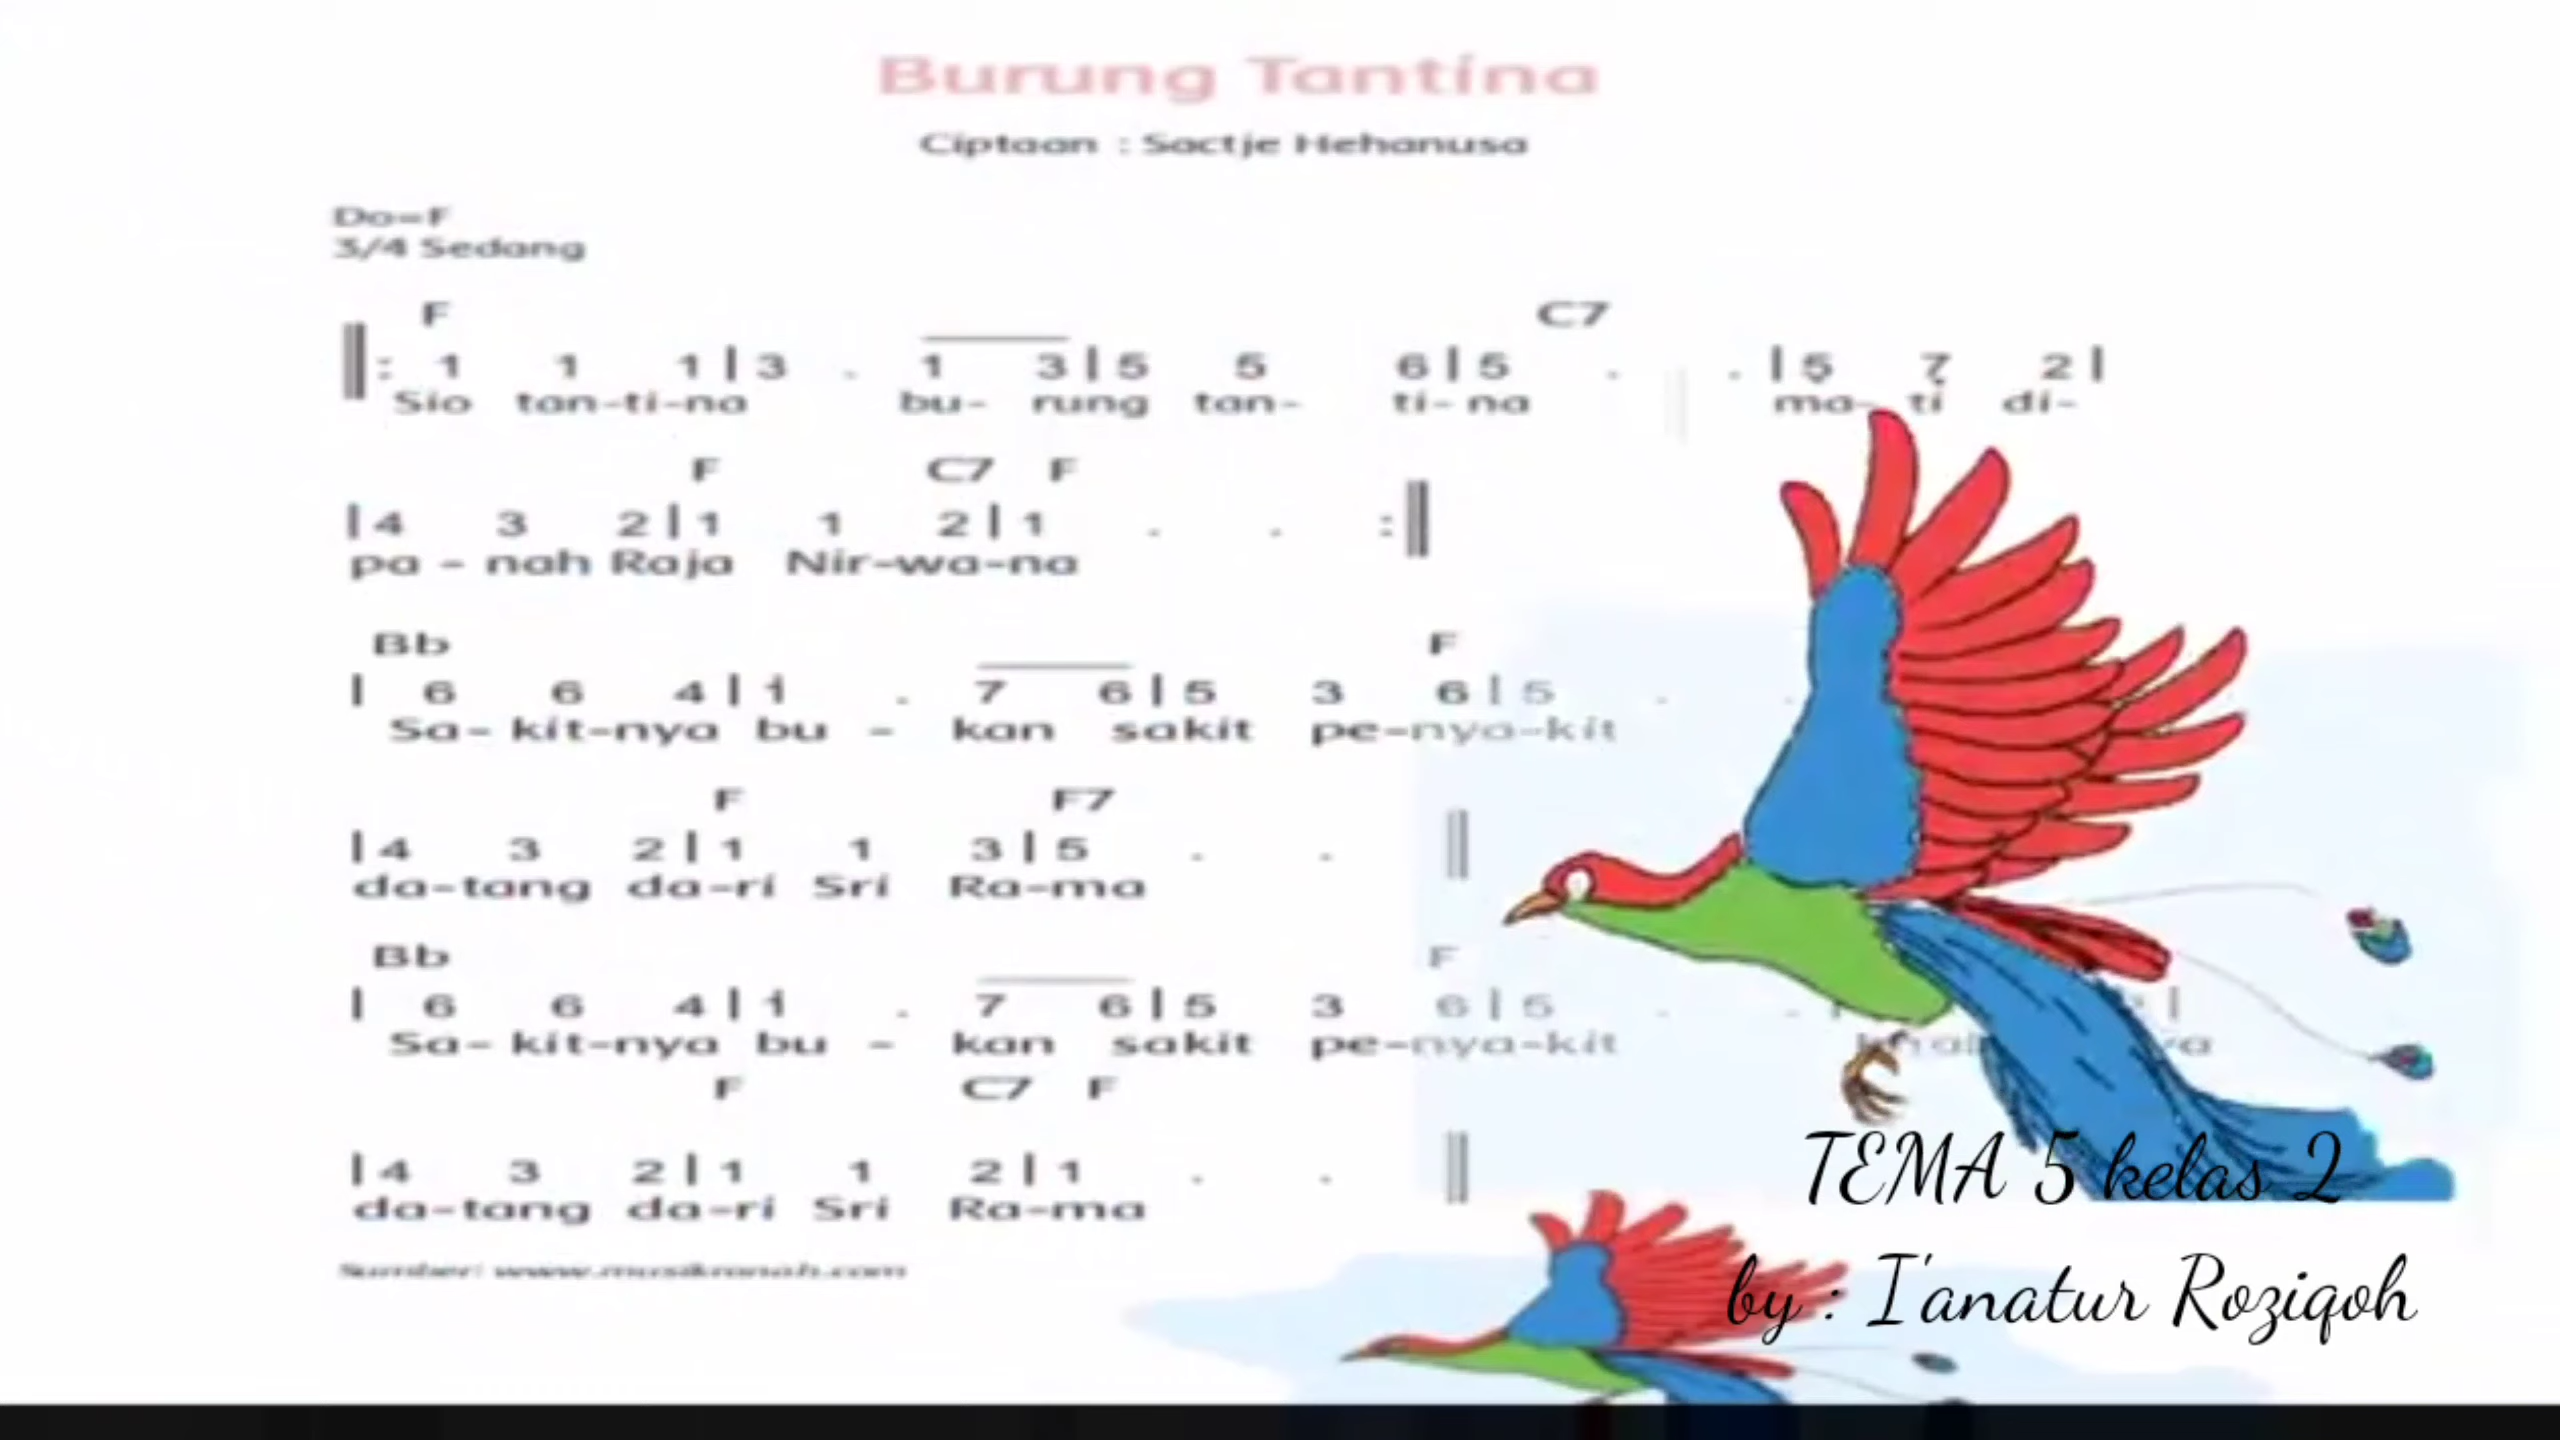 Burung Tantina
Ciptaan : Sactje Hehanusa
Do=F
3/4 Sedang
F C7
‖: 1 1 1 | 3 . 1 3 | 5 5 6 | 5 . . | 5̣ 7̣ 2 |
Sio tan-ti-na bu- rung tan- ti- na ma- ti di-
F C7 F
| 4 3 2 | 1 1 2 | 1 . . :‖
pa - nah Raja Nir-wa-na
Bb F
| 6 6 4 | 1̇ . 7 6 | 5 3 6 | 5 . .
Sa- kit-nya bu - kan sakit pe-nya-kit
F F7
| 4 3 2 | 1 1 3 | 5 . . ‖
da-tang da-ri Sri Ra-ma
Bb F
| 6 6 4 | 1̇ . 7 6 | 5 3 6 | 5 . . | |
Sa- kit-nya bu - kan sakit pe-nya-kit
F C7 F
| 4 3 2 | 1 1 2 | 1 . . ‖
da-tang da-ri Sri Ra-ma
Sumber: www.musikranah.com
TEMA 5 kelas 2
by : I'anatur Roziqoh